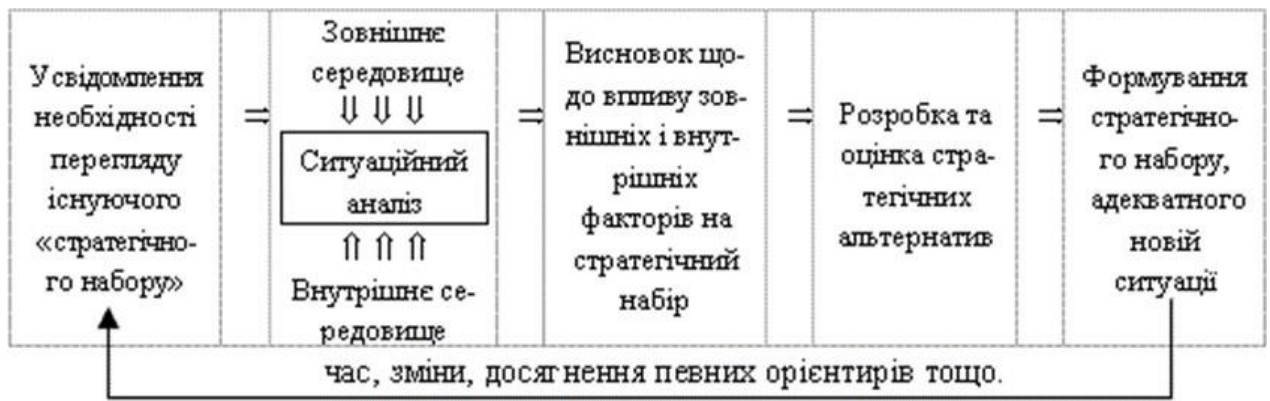 Усвідомлення
необхідності
перегляду
існуючого
«стратегічно-
го набору»
⇒
Зовнішнє
середовище
⇓ ⇓ ⇓
Ситуаційний
аналіз
⇑ ⇑ ⇑
Внутрішнє се-
редовище
⇒
Висновок що-
до впливу зов-
нішніх і внут-
рішніх
факторів на
стратегічний
набір
⇒
Розробка та
оцінка стра-
тегічних
альтернатив
⇒
Формування
стратегічно-
го набору,
адекватного
новій
ситуації
час, зміни, досягнення певних орієнтирів тощо.